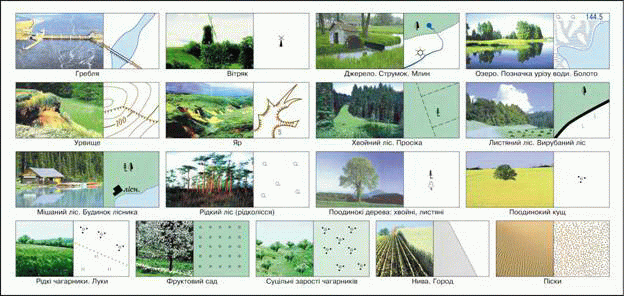 144.5
Гребля
Вітряк
Джерело. Струмок. Млин
Озеро. Позначка урізу води. Болото
100
5
Урвище
Яр
Хвойний ліс. Просіка
Листяний ліс. Вирубаний ліс
лісн.
Мішаний ліс. Будинок лісника
Рідкий ліс (рідколісся)
Поодинокі дерева: хвойні, листяні
Поодинокий кущ
Рідкі чагарники. Луки
Фруктовий сад
Суцільні зарості чагарників
Нива. Город
Піски